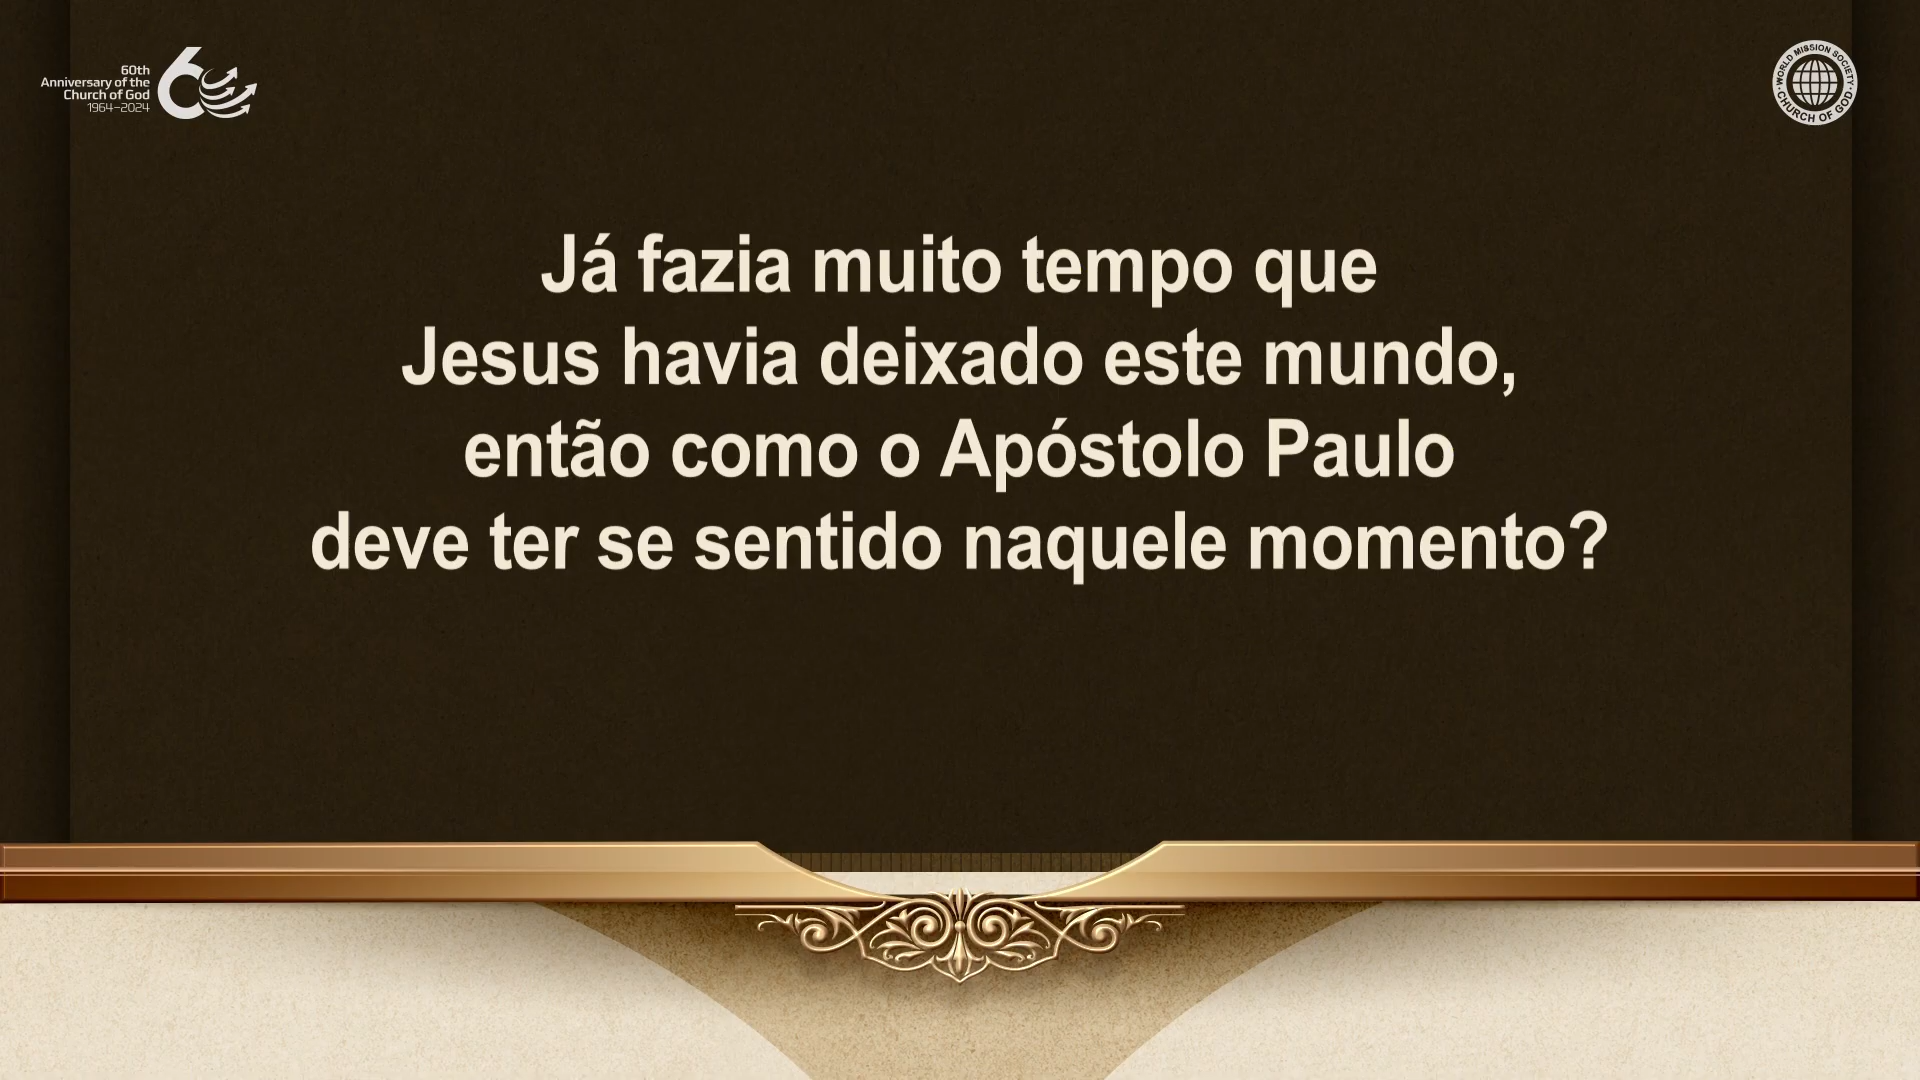 60th
Anniversary of the
Church of God
1964–2024
WORLD MISSION SOCIETY
CHURCH OF GOD
Já fazia muito tempo que
Jesus havia deixado este mundo,
então como o Apóstolo Paulo
deve ter se sentido naquele momento?